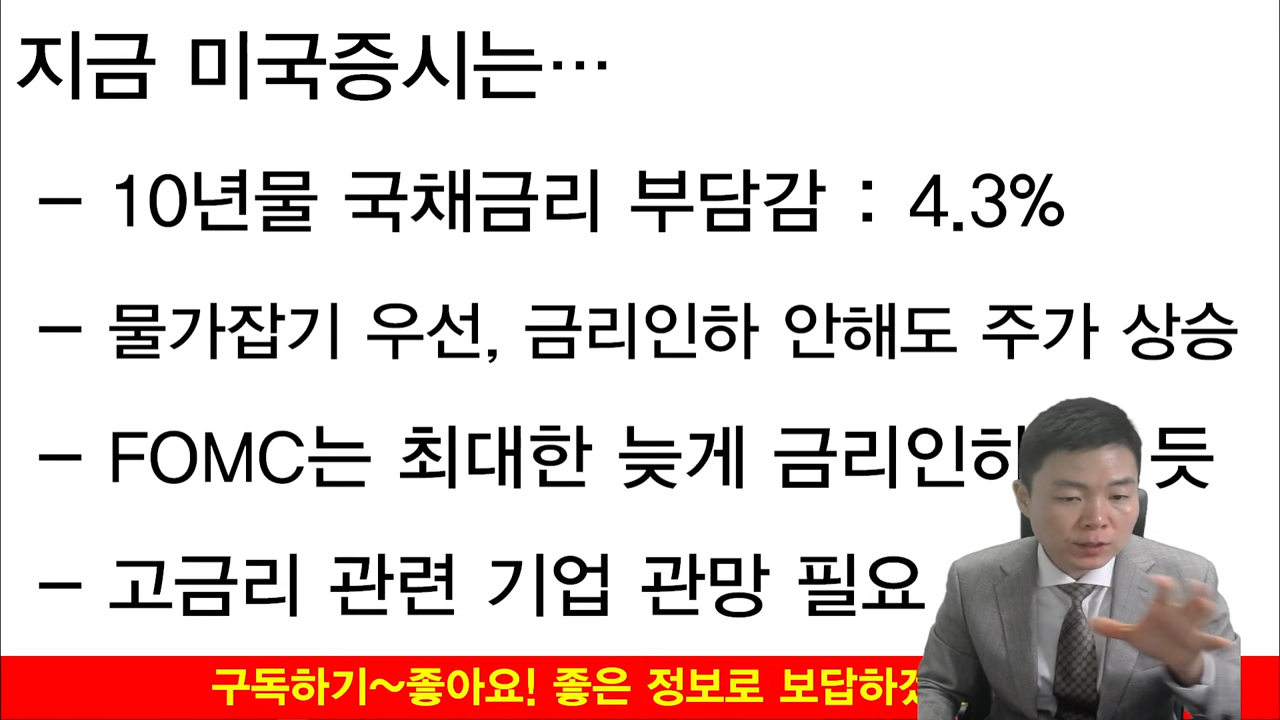 지금 미국증시는…
- 10년물 국채금리 부담감 : 4.3%
- 물가잡기 우선, 금리인하 안해도 주가 상승
- FOMC는 최대한 늦게 금리인하 듯
- 고금리 관련 기업 관망 필요
구독하기~좋아요! 좋은 정보로